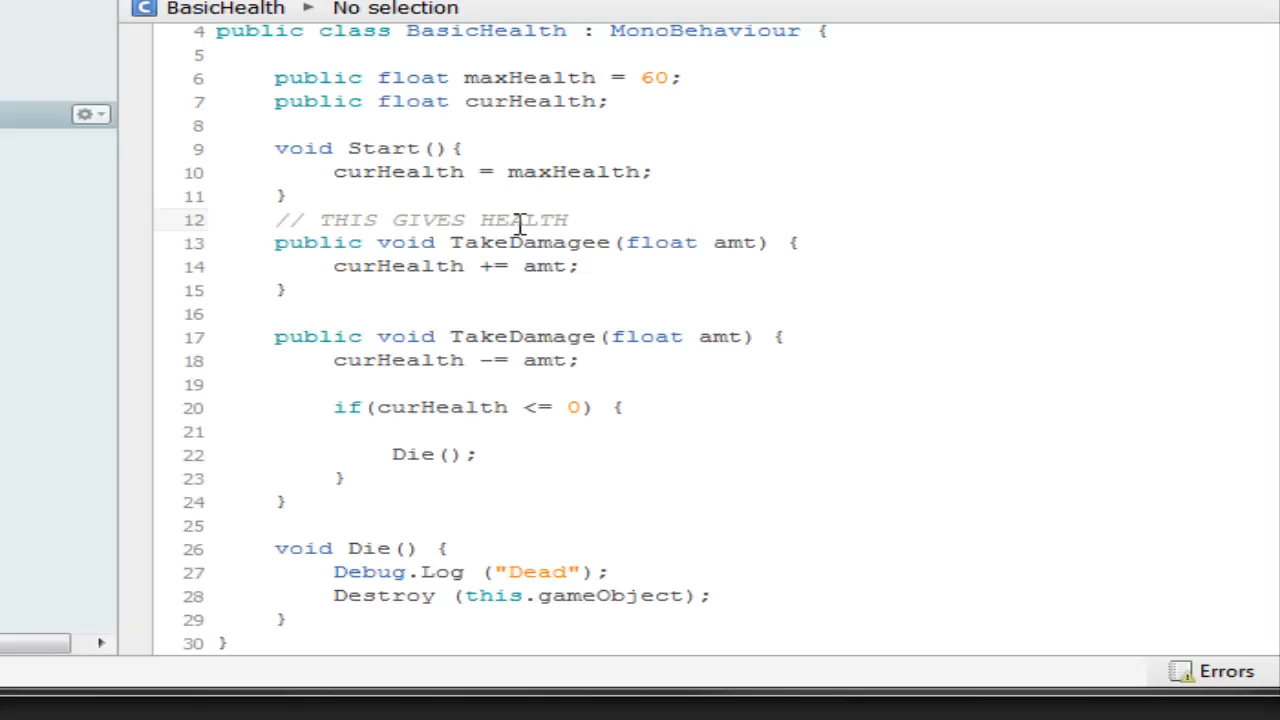 C BasicHealth ▸ No selection
4 public class BasicHealth : MonoBehaviour {
5
6 public float maxHealth = 60;
7 public float curHealth;
8
9 void Start(){
10 curHealth = maxHealth;
11 }
12 // THIS GIVES HEALTH
13 public void TakeDamagee(float amt) {
14 curHealth += amt;
15 }
16
17 public void TakeDamage(float amt) {
18 curHealth -= amt;
19
20 if(curHealth <= 0) {
21
22 Die();
23 }
24 }
25
26 void Die() {
27 Debug.Log ("Dead");
28 Destroy (this.gameObject);
29 }
30 }
Errors